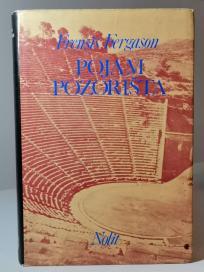 Frensis Fergason
POJAM
POZORIŠTA
Nolit